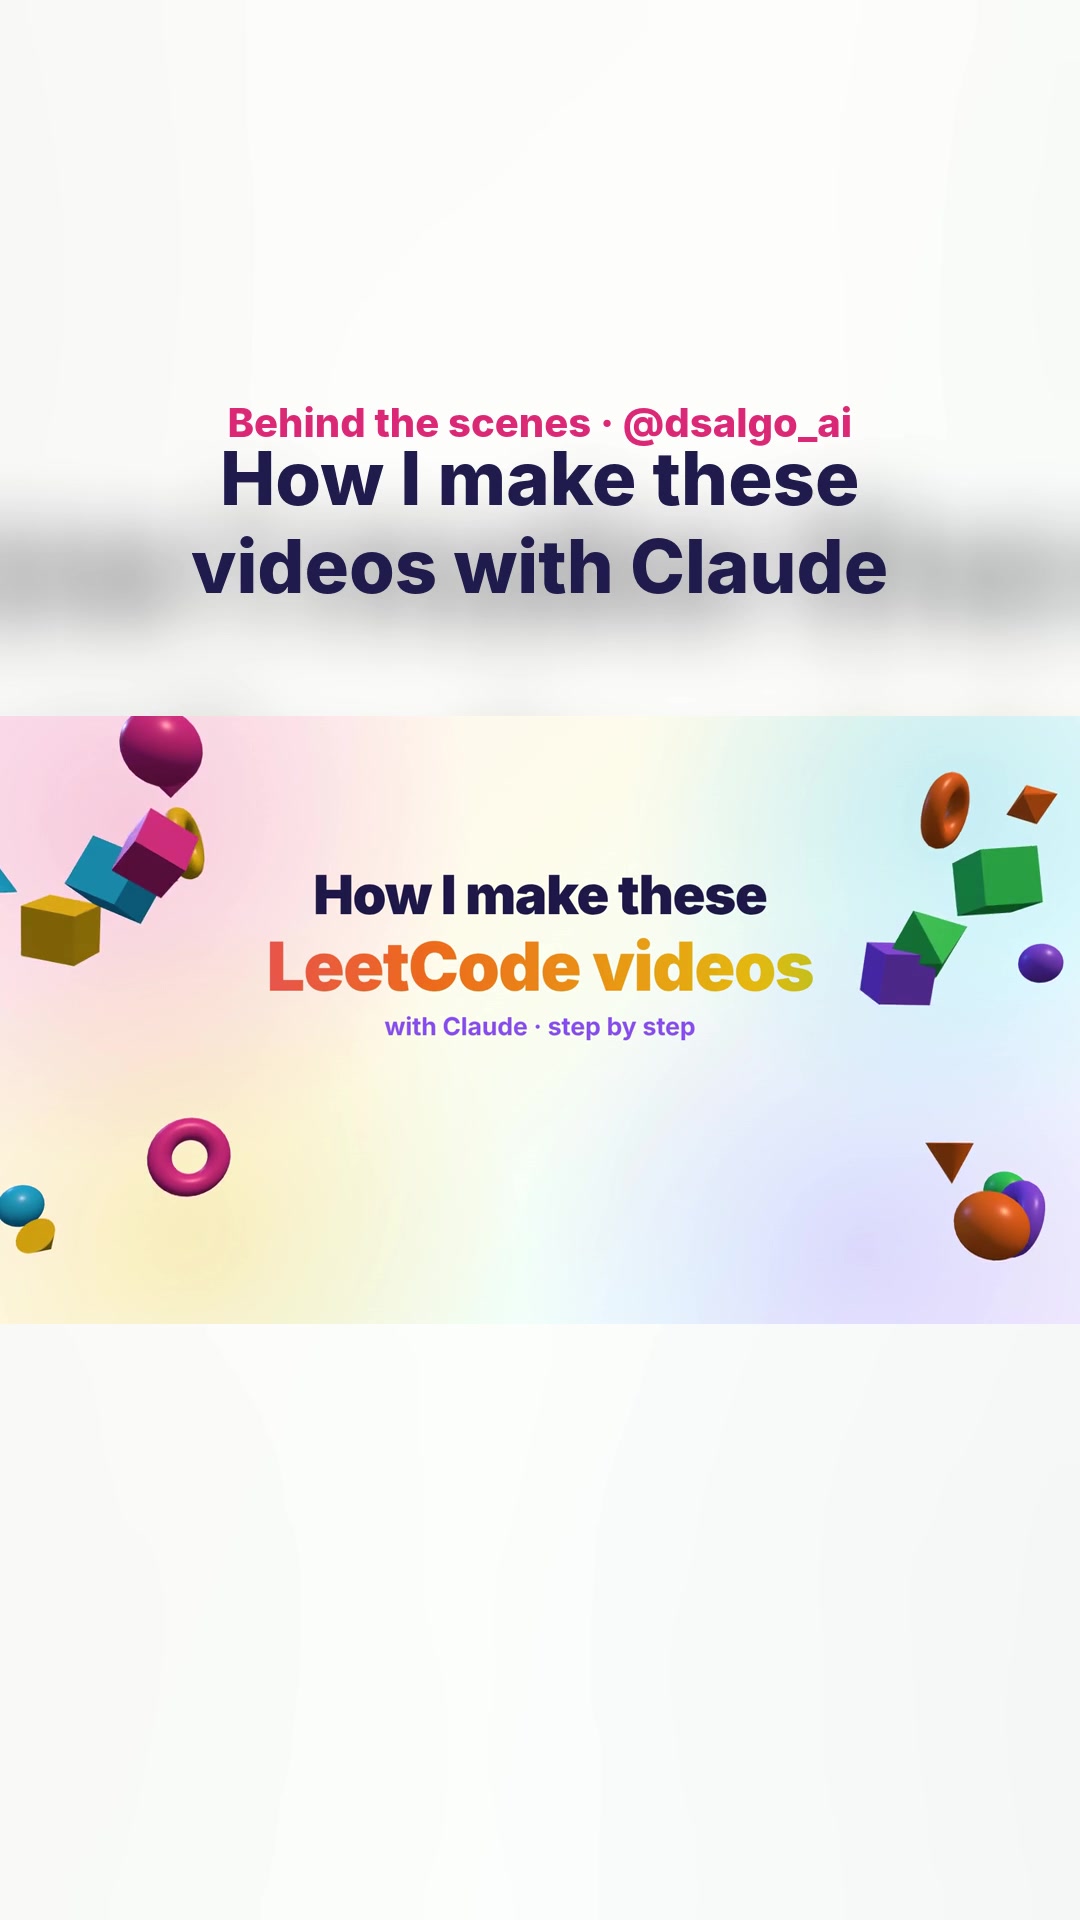 Behind the scenes · @dsalgo_ai
How I make these
videos with Claude
How I make these
LeetCode videos
with Claude · step by step